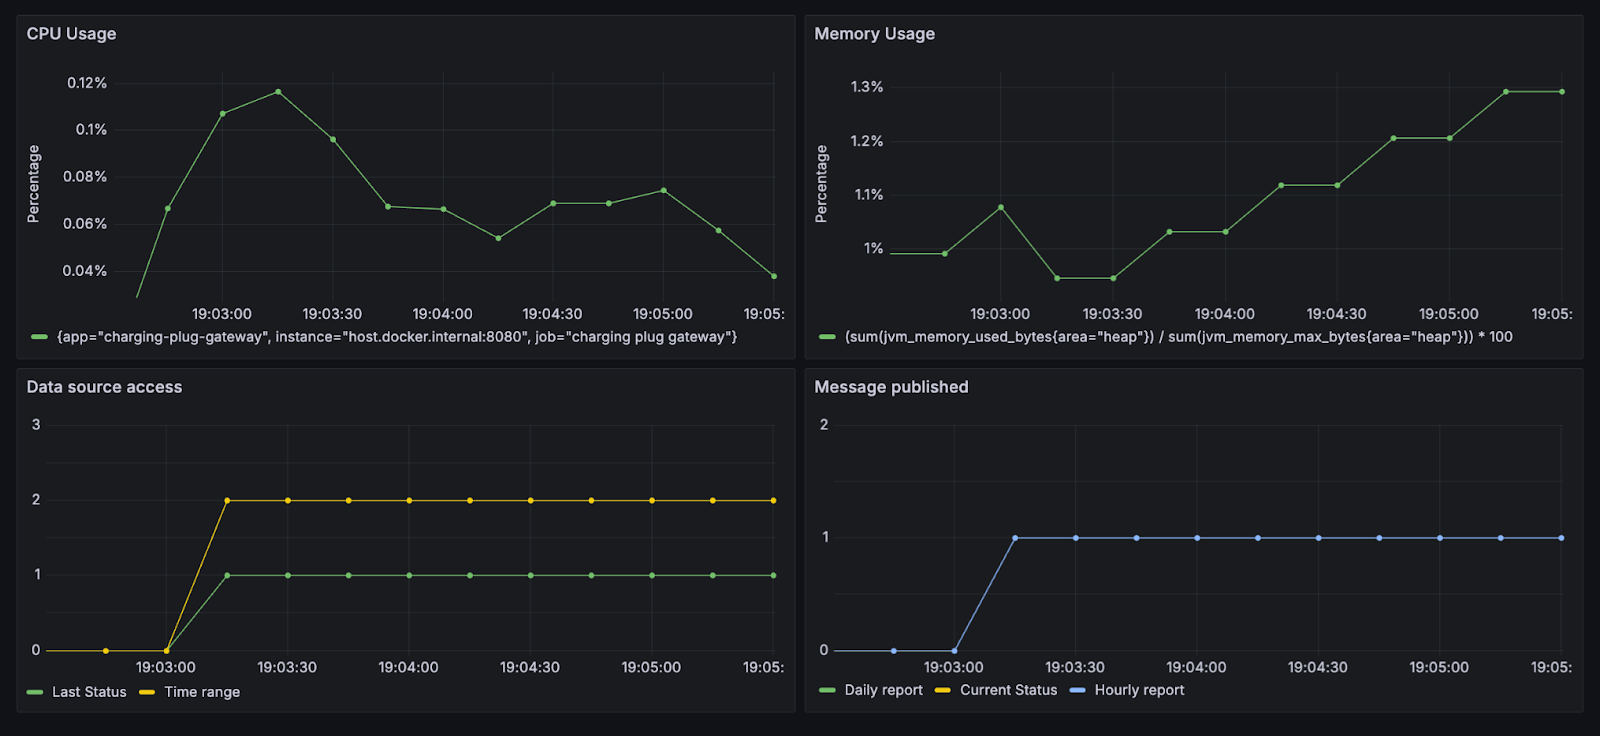 CPU Usage
Percentage
0.12%
0.1%
0.08%
0.06%
0.04%
19:03:00 19:03:30 19:04:00 19:04:30 19:05:00 19:05:
{app="charging-plug-gateway", instance="host.docker.internal:8080", job="charging plug gateway"}
Memory Usage
Percentage
1.3%
1.2%
1.1%
1%
19:03:00 19:03:30 19:04:00 19:04:30 19:05:00 19:05:
(sum(jvm_memory_used_bytes{area="heap"}) / sum(jvm_memory_max_bytes{area="heap"})) * 100
Data source access
3
2
1
0
19:03:00 19:03:30 19:04:00 19:04:30 19:05:00 19:05:
Last Status Time range
Message published
2
1
0
19:03:00 19:03:30 19:04:00 19:04:30 19:05:00 19:05:
Daily report Current Status Hourly report